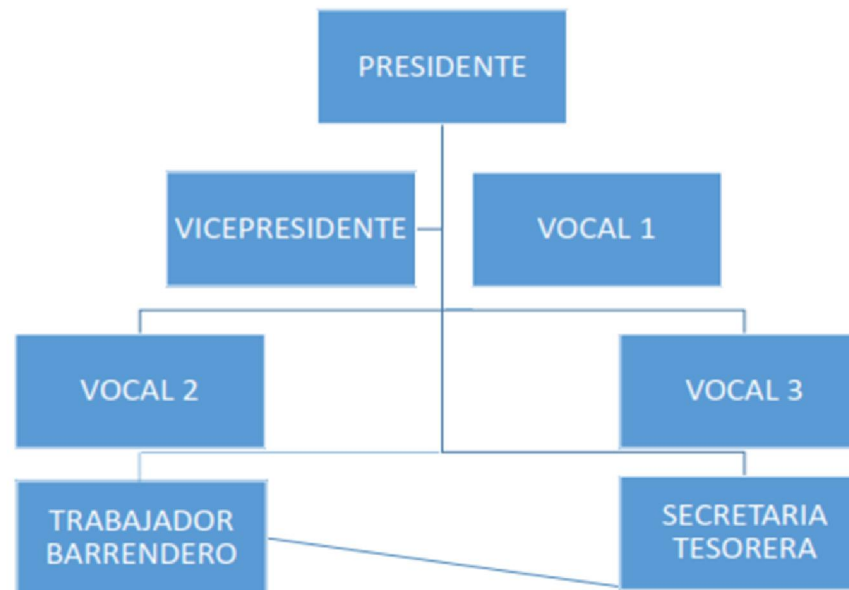 PRESIDENTE
VICEPRESIDENTE
VOCAL 1
VOCAL 2
VOCAL 3
TRABAJADOR
BARRENDERO
SECRETARIA
TESORERA